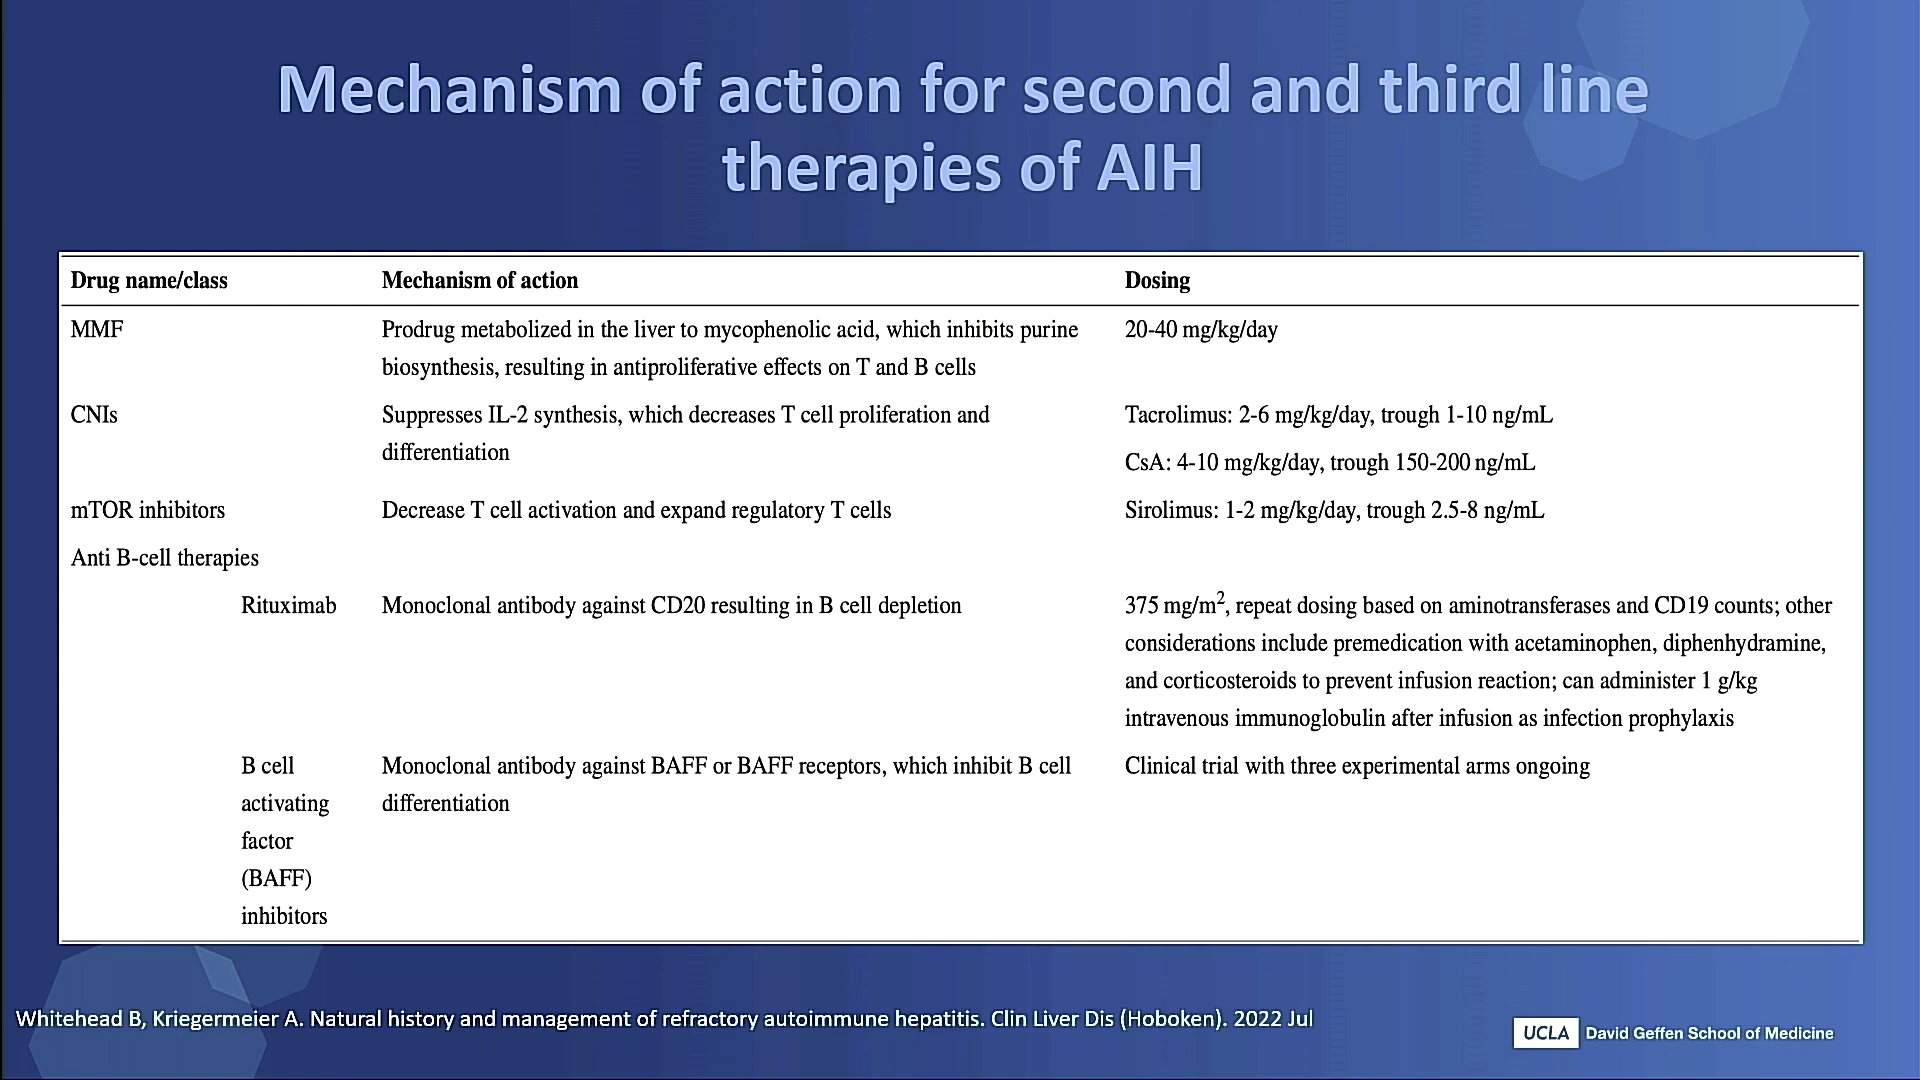 Mechanism of action for second and third line
therapies of AIH
Drug name/class Mechanism of action Dosing
MMF Prodrug metabolized in the liver to mycophenolic acid, which inhibits purine 20-40 mg/kg/day
biosynthesis, resulting in antiproliferative effects on T and B cells
CNIs Suppresses IL-2 synthesis, which decreases T cell proliferation and Tacrolimus: 2-6 mg/kg/day, trough 1-10 ng/mL
differentiation
CsA: 4-10 mg/kg/day, trough 150-200 ng/mL
mTOR inhibitors Decrease T cell activation and expand regulatory T cells Sirolimus: 1-2 mg/kg/day, trough 2.5-8 ng/mL
Anti B-cell therapies
Rituximab Monoclonal antibody against CD20 resulting in B cell depletion 375 mg/m², repeat dosing based on aminotransferases and CD19 counts; other
considerations include premedication with acetaminophen, diphenhydramine,
and corticosteroids to prevent infusion reaction; can administer 1 g/kg
intravenous immunoglobulin after infusion as infection prophylaxis
B cell Monoclonal antibody against BAFF or BAFF receptors, which inhibit B cell Clinical trial with three experimental arms ongoing
activating differentiation
factor
(BAFF)
inhibitors
Whitehead B, Kriegermeier A. Natural history and management of refractory autoimmune hepatitis. Clin Liver Dis (Hoboken). 2022 Jul
UCLA David Geffen School of Medicine